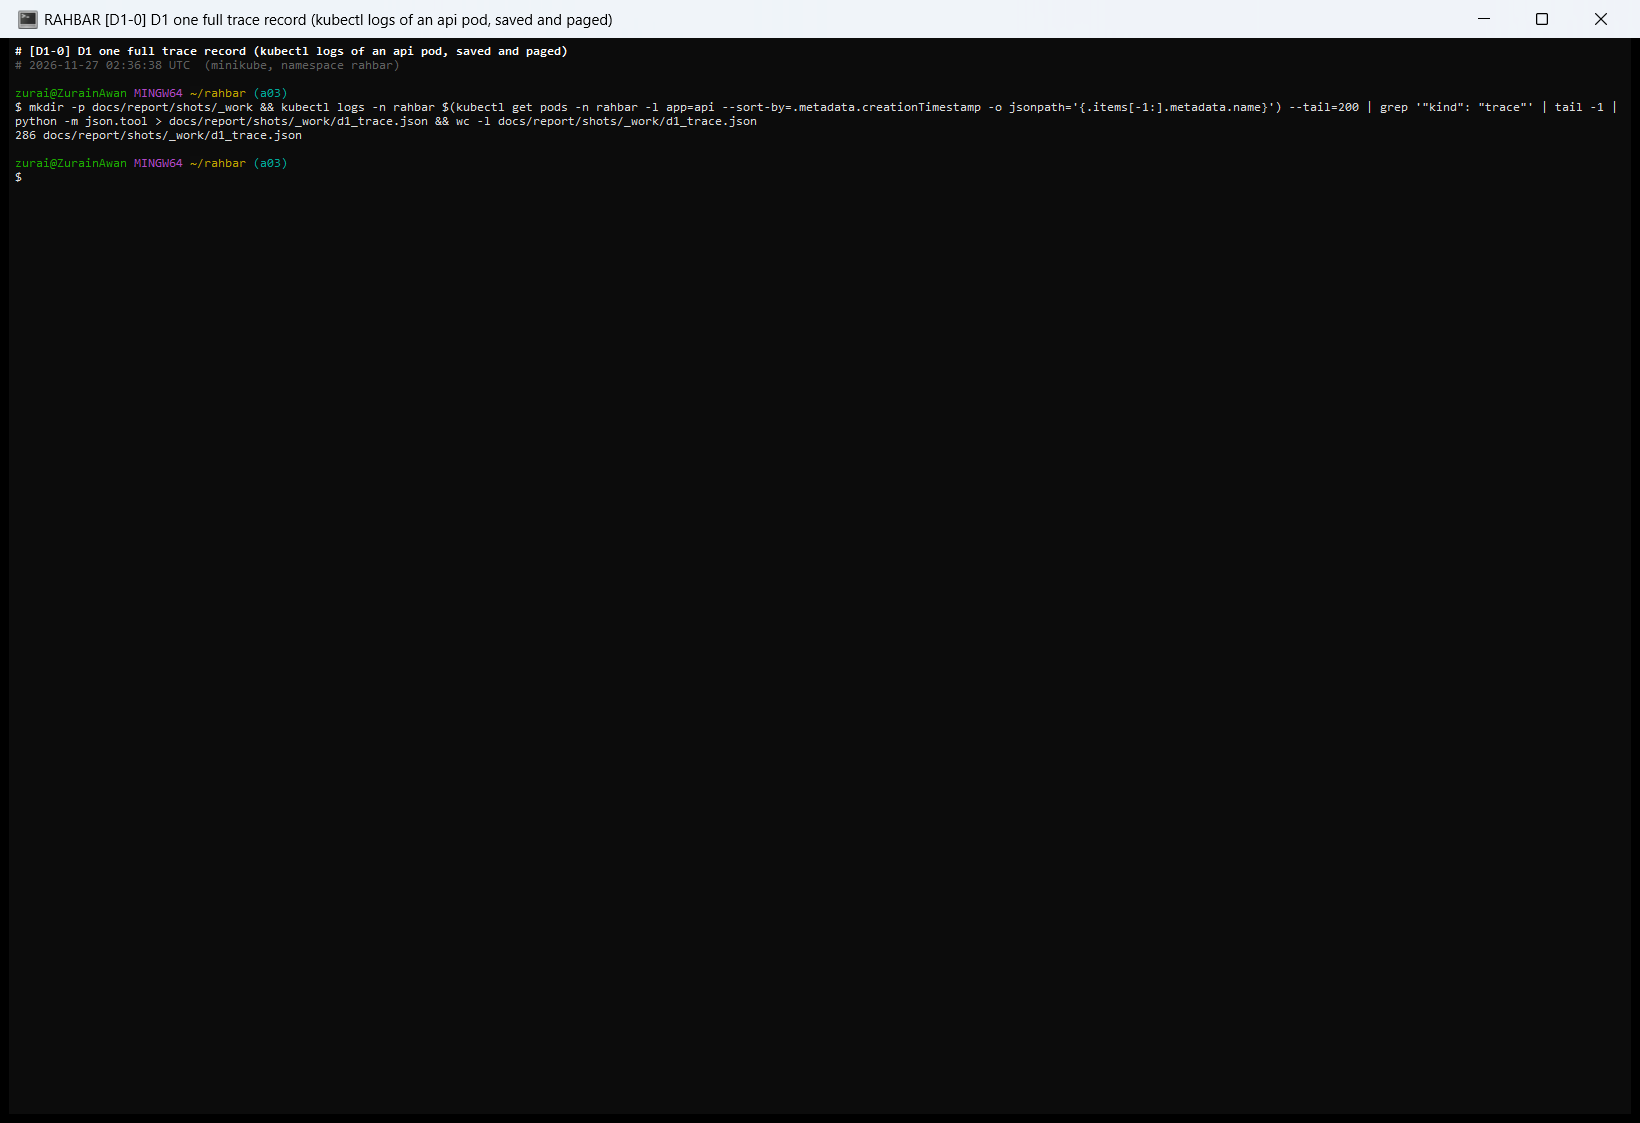 RAHBAR [D1-0] D1 one full trace record (kubectl logs of an api pod, saved and paged)
# [D1-0] D1 one full trace record (kubectl logs of an api pod, saved and paged)
# 2026-11-27 02:36:38 UTC  (minikube, namespace rahbar)
zurai@ZurainAwan MINGW64 ~/rahbar (a03)
$ mkdir -p docs/report/shots/_work && kubectl logs -n rahbar $(kubectl get pods -n rahbar -l app=api --sort-by=.metadata.creationTimestamp -o jsonpath='{.items[-1:].metadata.name}') --tail=200 | grep '"kind": "trace"' | tail -1 |
python -m json.tool > docs/report/shots/_work/d1_trace.json && wc -l docs/report/shots/_work/d1_trace.json
286 docs/report/shots/_work/d1_trace.json
zurai@ZurainAwan MINGW64 ~/rahbar (a03)
$